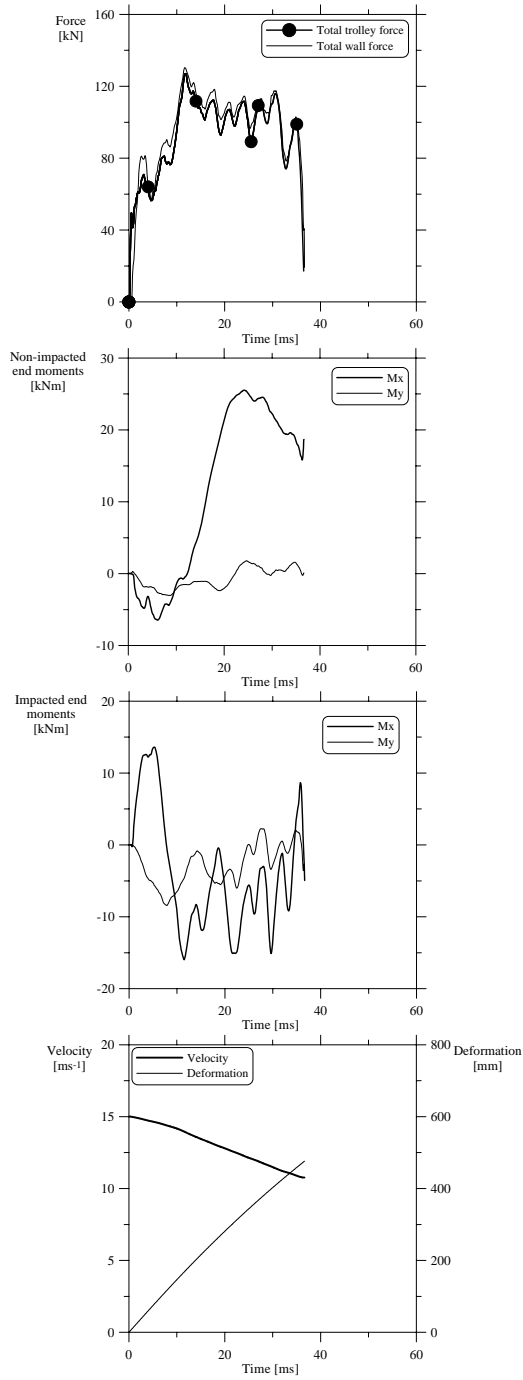 Force
[kN]
160
120
80
40
0
Total trolley force
Total wall force
0
20
40
60
Time [ms]
Non-impacted
end moments
[kNm]
30
20
10
0
-10
Mx
My
0
20
40
60
Time [ms]
Impacted end
moments
[kNm]
20
10
0
-10
-20
Mx
My
0
20
40
60
Time [ms]
Velocity
[ms-1]
20
15
10
5
0
Velocity
Deformation
Deformation
[mm]
800
600
400
200
0
0
20
40
60
Time [ms]